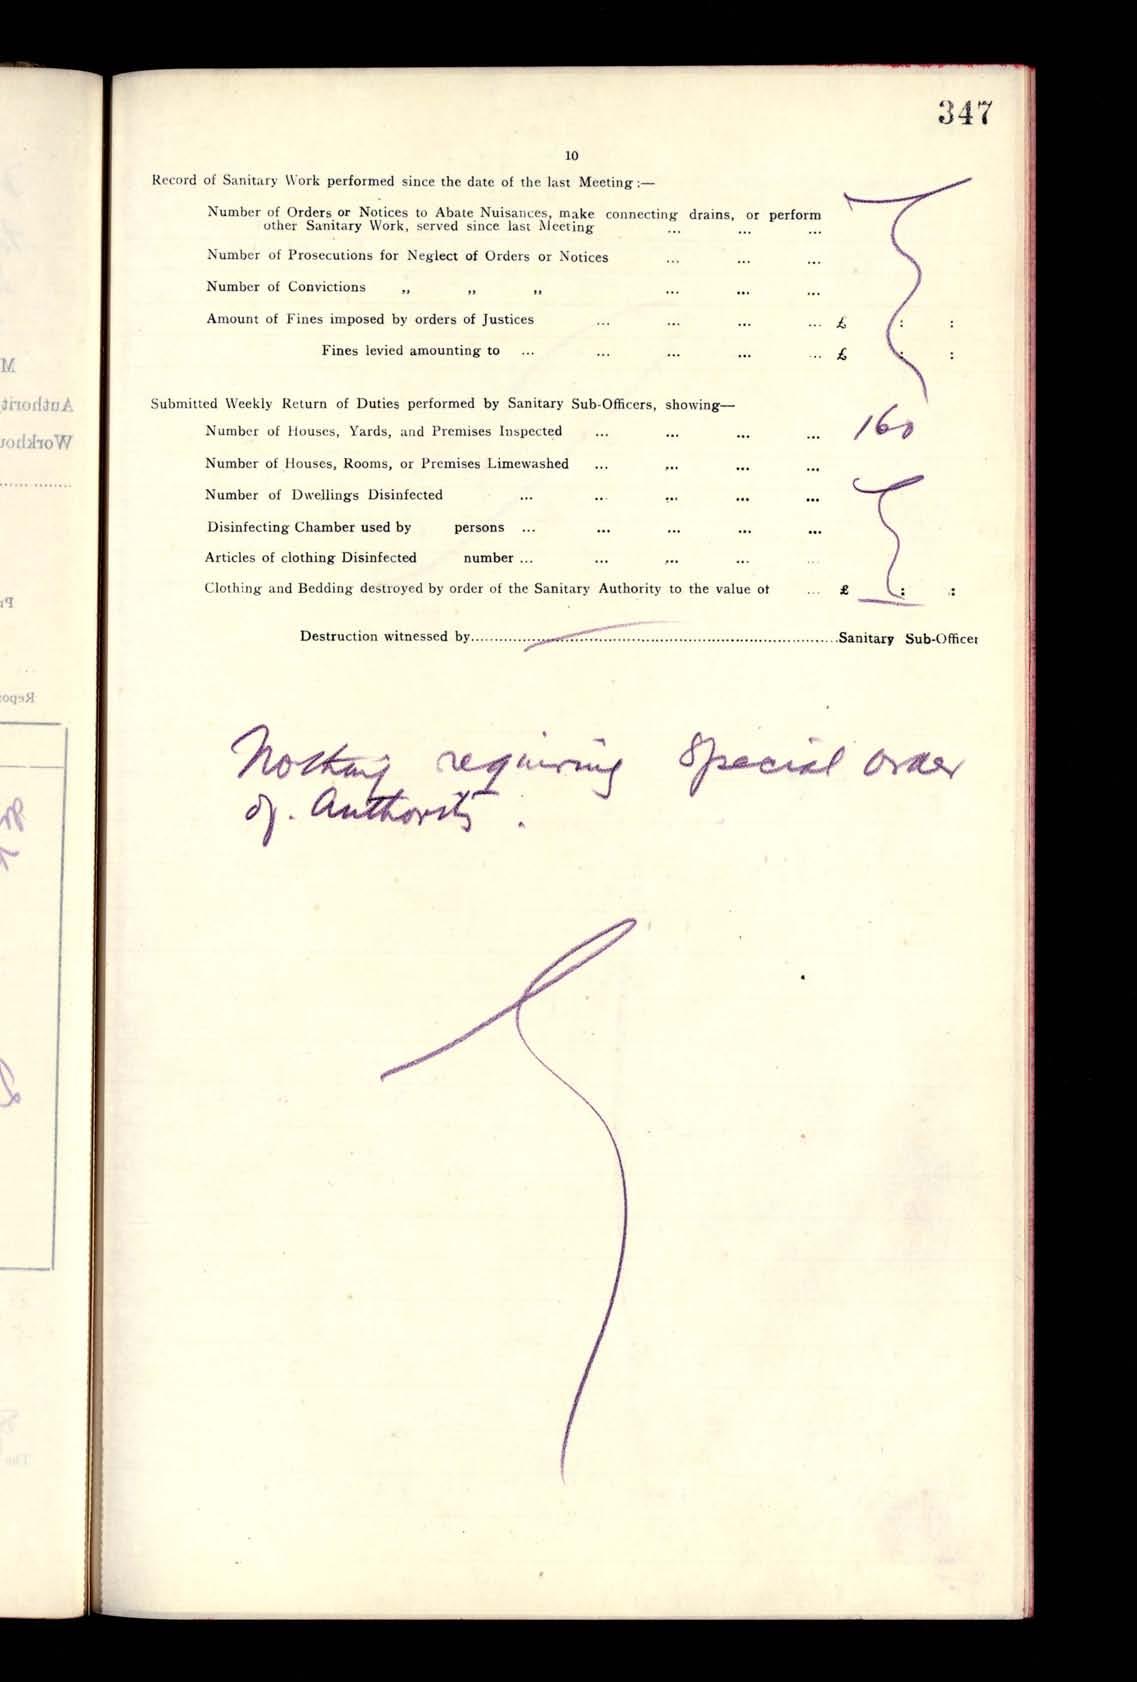 347
10
Record of Sanitary Work performed since the date of the last Meeting :—
Number of Orders or Notices to Abate Nuisances, make connecting drains, or perform
other Sanitary Work, served since last Meeting ... ... ...
Number of Prosecutions for Neglect of Orders or Notices ... ... ...
Number of Convictions „ „ „ ... ... ...
Amount of Fines imposed by orders of Justices ... ... ... ... £ : :
Fines levied amounting to ... ... ... ... ... £ : :
Submitted Weekly Return of Duties performed by Sanitary Sub-Officers, showing—
Number of Houses, Yards, and Premises Inspected ... ... ... ... 160
Number of Houses, Rooms, or Premises Limewashed ... ... ... ...
Number of Dwellings Disinfected ... ... ... ... ...
Disinfecting Chamber used by persons ... ... ... ... ...
Articles of clothing Disinfected number ... ... ... ... ...
Clothing and Bedding destroyed by order of the Sanitary Authority to the value of ... £ : :
Destruction witnessed by..............................Sanitary Sub-Officer
Nothing requiring Special order
of. Authority.